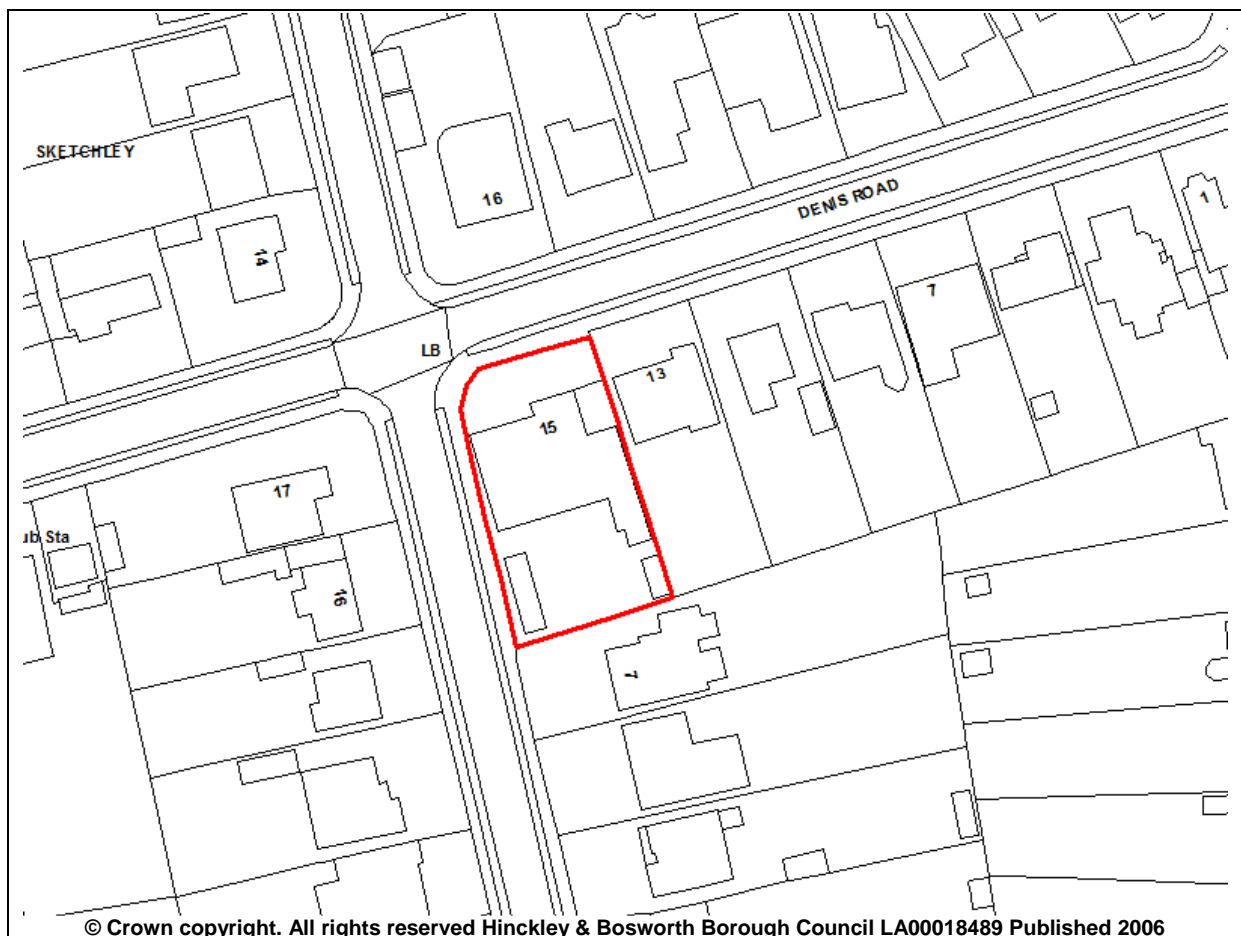 SKETCHLEY
DENIS ROAD
1
16
14
LB
7
13
15
17
ub Sta
16
7
© Crown copyright. All rights reserved Hinckley & Bosworth Borough Council LA00018489 Published 2006